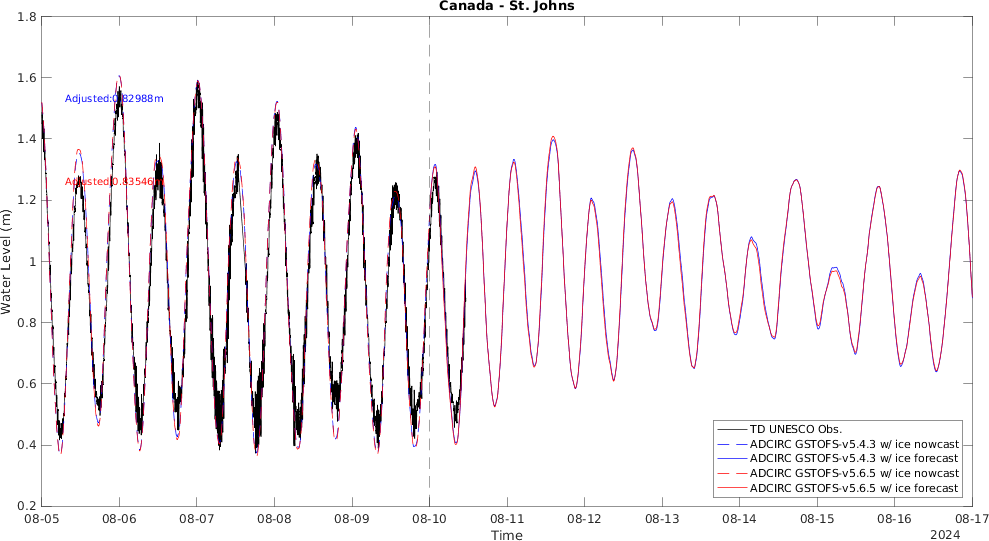 Canada - St. Johns
1.8
1.6
1.4
1.2
1
0.8
0.6
0.4
0.2
Water Level (m)
Adjusted:0.82988m
Adjusted:0.83546m
TD UNESCO Obs.
ADCIRC GSTOFS-v5.4.3 w/ ice nowcast
ADCIRC GSTOFS-v5.4.3 w/ ice forecast
ADCIRC GSTOFS-v5.6.5 w/ ice nowcast
ADCIRC GSTOFS-v5.6.5 w/ ice forecast
08-05 08-06 08-07 08-08 08-09 08-10 08-11 08-12 08-13 08-14 08-15 08-16 08-17
Time
2024